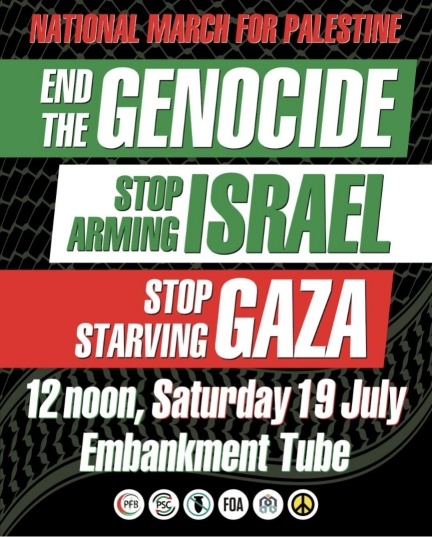 NATIONAL MARCH FOR PALESTINE
END
THE GENOCIDE
STOP
ARMING ISRAEL
STOP
STARVING GAZA
12 noon, Saturday 19 July
Embankment Tube
PFB PSC FOA